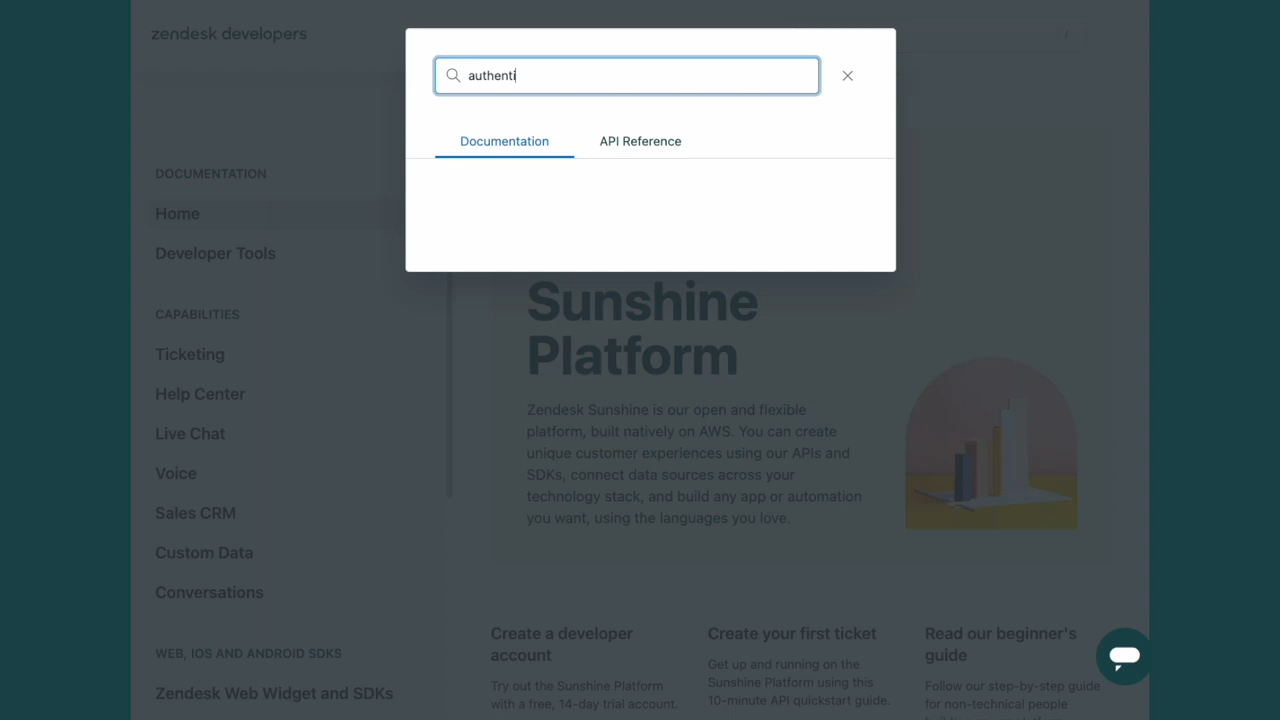 zendesk developers
/
authenti
Documentation
API Reference
DOCUMENTATION
Home
Developer Tools
CAPABILITIES
Ticketing
Help Center
Live Chat
Voice
Sales CRM
Custom Data
Conversations
WEB, IOS AND ANDROID SDKS
Zendesk Web Widget and SDKs
Sunshine
Platform
Zendesk Sunshine is our open and flexible
platform, built natively on AWS. You can create
unique customer experiences using our APIs and
SDKs, connect data sources across your
technology stack, and build any app or automation
you want, using the languages you love.
Create a developer
account
Try out the Sunshine Platform
with a free, 14-day trial account.
Create your first ticket
Get up and running on the
Sunshine Platform using this
10-minute API quickstart guide.
Read our beginner's
guide
Follow our step-by-step guide
for non-technical people